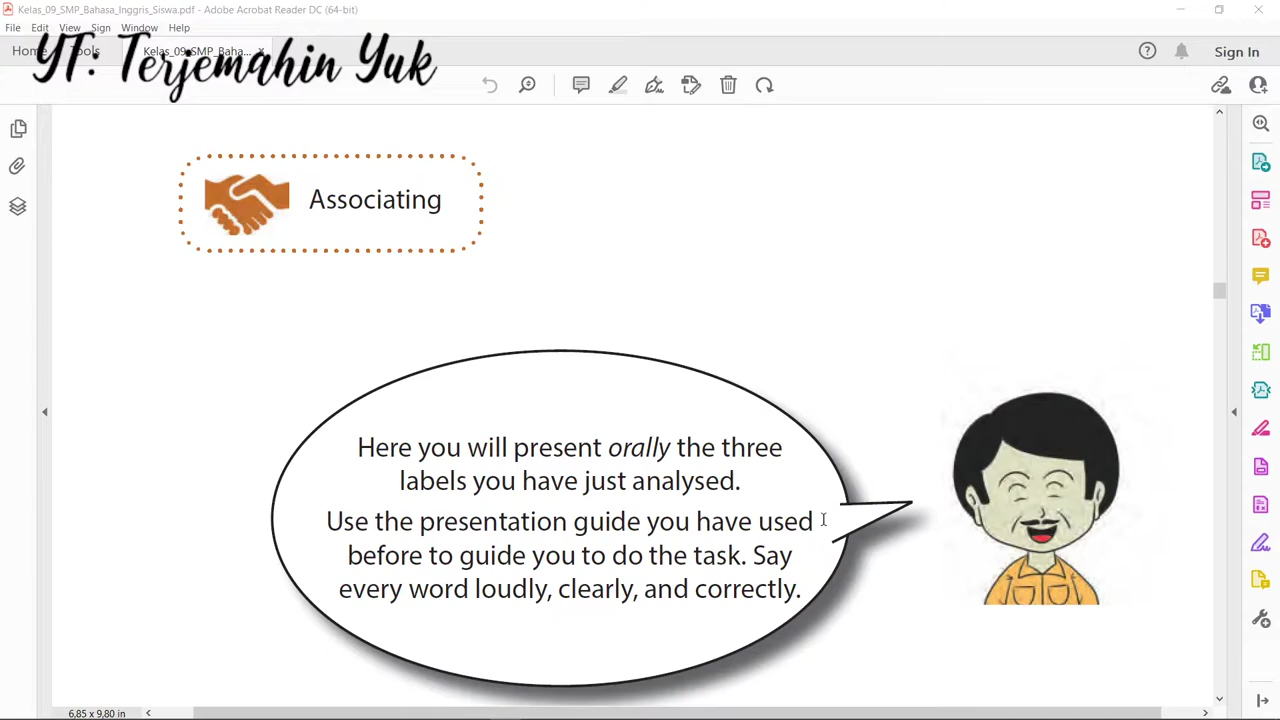 Kelas_09_SMP_Bahasa_Inggris_Siswa.pdf - Adobe Acrobat Reader DC (64-bit)
File Edit View Sign Window Help
Home Tools Kelas_09_SMP_Baha... x
Sign In
YT: Terjemahin Yuk
Associating
Here you will present orally the three
labels you have just analysed.
Use the presentation guide you have used
before to guide you to do the task. Say
every word loudly, clearly, and correctly.
6,85 x 9,80 in